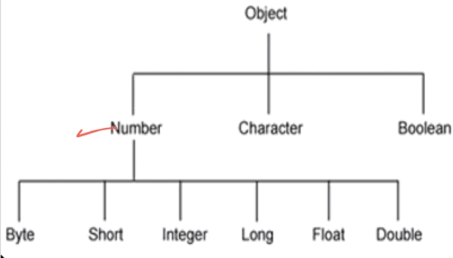 Object
Number Character Boolean
Byte Short Integer Long Float Double